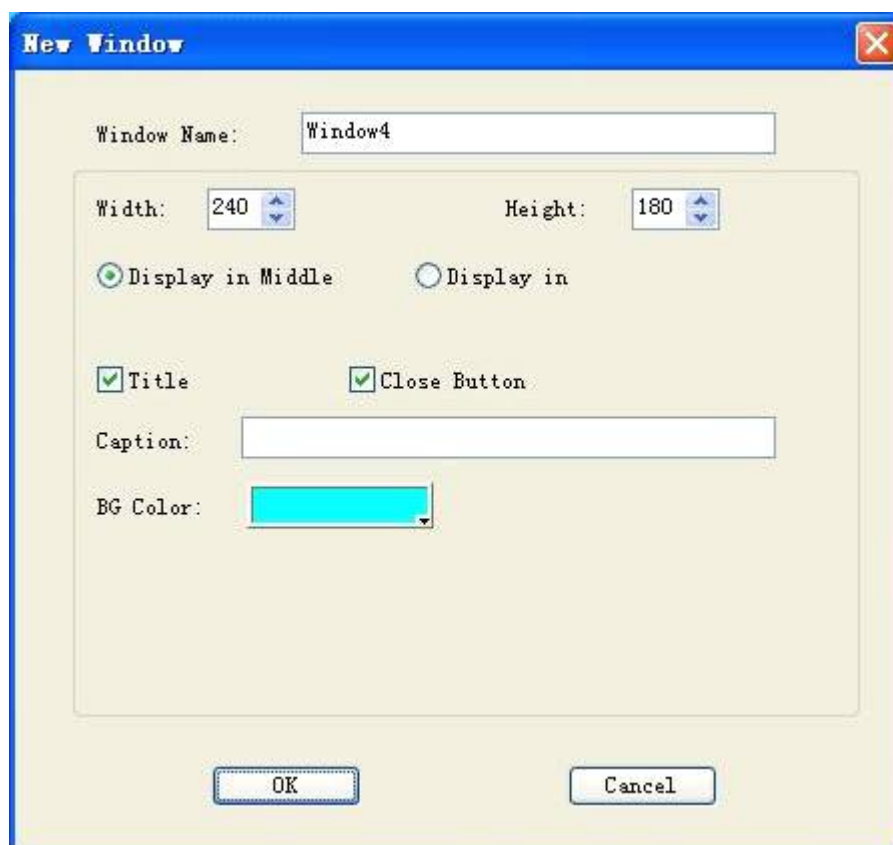 New Window
Window Name: Window4
Width: 240 Height: 180
Display in Middle Display in
Title Close Button
Caption:
BG Color:
OK Cancel